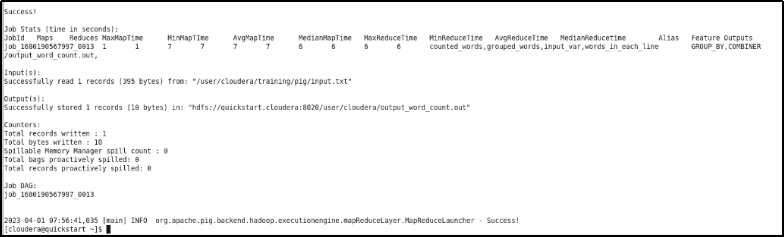 Success!
Job Stats (time in seconds):
JobId Maps Reduces MaxMapTime MinMapTIme AvgMapTime MedianMapTime MaxReduceTime MinReduceTime AvgReduceTime MedianReducetime Alias Feature Outputs
job_1680190567997_0013 1 1 7 7 7 7 6 6 6 6 counted_words,grouped_words,input_var,words_in_each_line GROUP_BY,COMBINER
/output_word_count.out,
Input(s):
Successfully read 1 records (395 bytes) from: "/user/cloudera/training/pig/input.txt"
Output(s):
Successfully stored 1 records (10 bytes) in: "hdfs://quickstart.cloudera:8020/user/cloudera/output_word_count.out"
Counters:
Total records written : 1
Total bytes written : 10
Spillable Memory Manager spill count : 0
Total bags proactively spilled: 0
Total records proactively spilled: 0
Job DAG:
job_1680190567997_0013
2023-04-01 07:56:41,035 [main] INFO org.apache.pig.backend.hadoop.executionengine.mapReduceLayer.MapReduceLauncher - Success!
[cloudera@quickstart ~]$